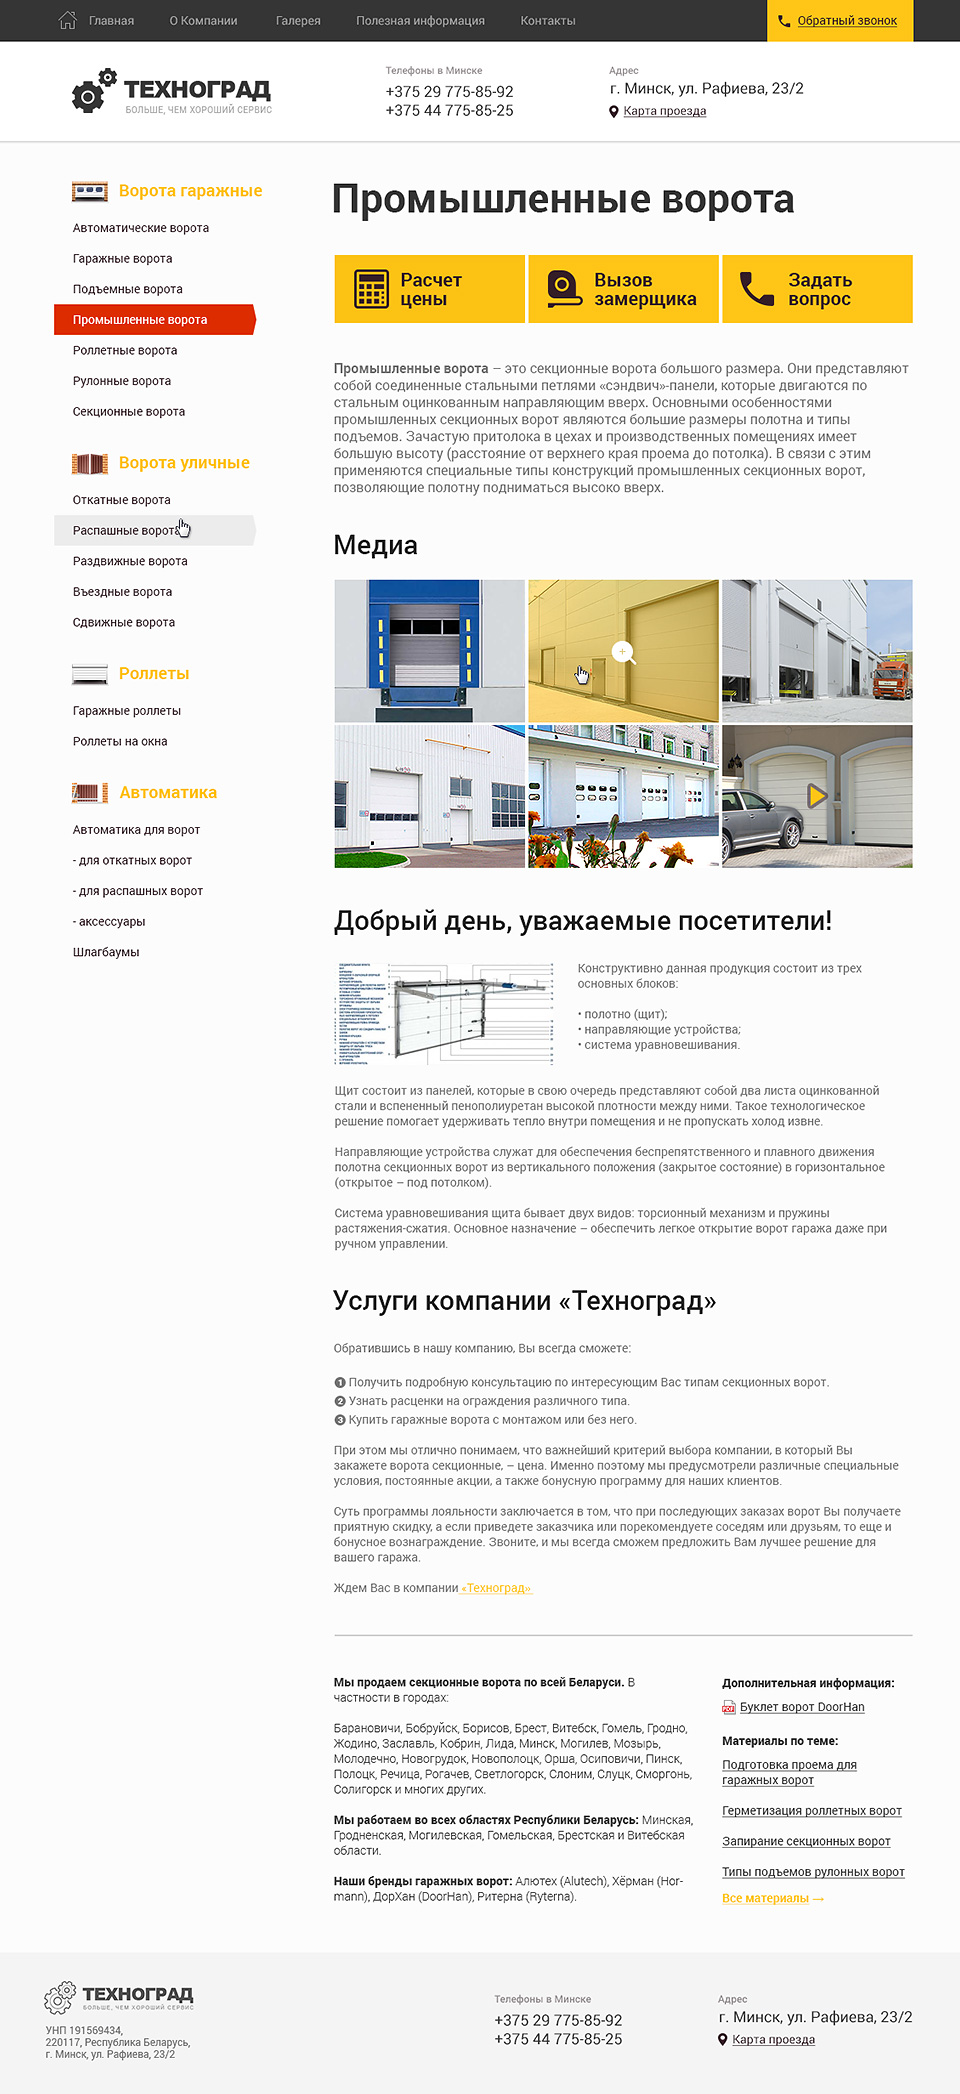 Главная О Компании Галерея Полезная информация Контакты Обратный звонок
ТЕХНОГРАД
БОЛЬШЕ, ЧЕМ ХОРОШИЙ СЕРВИС
Телефоны в Минске
+375 29 775-85-92
+375 44 775-85-25
Адрес
г. Минск, ул. Рафиева, 23/2
Карта проезда
Ворота гаражные
Автоматические ворота
Гаражные ворота
Подъемные ворота
Промышленные ворота
Роллетные ворота
Рулонные ворота
Секционные ворота
Ворота уличные
Откатные ворота
Распашные ворота
Раздвижные ворота
Въездные ворота
Сдвижные ворота
Роллеты
Гаражные роллеты
Роллеты на окна
Автоматика
Автоматика для ворот
- для откатных ворот
- для распашных ворот
- аксессуары
Шлагбаумы
Промышленные ворота
Расчет
цены
Вызов
замерщика
Задать
вопрос
Промышленные ворота – это секционные ворота большого размера. Они представляют
собой соединенные стальными петлями «сэндвич»-панели, которые двигаются по
стальным оцинкованным направляющим вверх. Основными особенностями
промышленных секционных ворот являются большие размеры полотна и типы
подъемов. Зачастую притолока в цехах и производственных помещениях имеет
большую высоту (расстояние от верхнего края проема до потолка). В связи с этим
применяются специальные типы конструкций промышленных секционных ворот,
позволяющие полотну подниматься высоко вверх.
Медиа
Добрый день, уважаемые посетители!
Конструктивно данная продукция состоит из трех
основных блоков:
• полотно (щит);
• направляющие устройства;
• система уравновешивания.
Щит состоит из панелей, которые в свою очередь представляют собой два листа оцинкованной
стали и вспененный пенополиуретан высокой плотности между ними. Такое технологическое
решение помогает удерживать тепло внутри помещения и не пропускать холод извне.
Направляющие устройства служат для обеспечения беспрепятственного и плавного движения
полотна секционных ворот из вертикального положения (закрытое состояние) в горизонтальное
(открытое – под потолком).
Система уравновешивания щита бывает двух видов: торсионный механизм и пружины
растяжения-сжатия. Основное назначение – обеспечить легкое открытие ворот гаража даже при
ручном управлении.
Услуги компании «Техноград»
Обратившись в нашу компанию, Вы всегда сможете:
1 Получить подробную консультацию по интересующим Вас типам секционных ворот.
2 Узнать расценки на ограждения различного типа.
3 Купить гаражные ворота с монтажом или без него.
При этом мы отлично понимаем, что важнейший критерий выбора компании, в который Вы
закажете ворота секционные, – цена. Именно поэтому мы предусмотрели различные специальные
условия, постоянные акции, а также бонусную программу для наших клиентов.
Суть программы лояльности заключается в том, что при последующих заказах ворот Вы получаете
приятную скидку, а если приведете заказчика или порекомендуете соседям или друзьям, то еще и
бонусное вознаграждение. Звоните, и мы всегда сможем предложить Вам лучшее решение для
вашего гаража.
Ждем Вас в компании «Техноград»
Мы продаем секционные ворота по всей Беларуси. В
частности в городах:
Барановичи, Бобруйск, Борисов, Брест, Витебск, Гомель, Гродно,
Жодино, Заславль, Кобрин, Лида, Минск, Могилев, Мозырь,
Молодечно, Новогрудок, Новополоцк, Орша, Осиповичи, Пинск,
Полоцк, Речица, Рогачев, Светлогорск, Слоним, Слуцк, Сморгонь,
Солигорск и многих других.
Мы работаем во всех областях Республики Беларусь: Минская,
Гродненская, Могилевская, Гомельская, Брестская и Витебская
области.
Наши бренды гаражных ворот: Алютех (Alutech), Хёрман (Hor-
mann), ДорХан (DoorHan), Ритерна (Ryterna).
Дополнительная информация:
PDF Буклет ворот DoorHan
Материалы по теме:
Подготовка проема для
гаражных ворот
Герметизация роллетных ворот
Запирание секционных ворот
Типы подъемов рулонных ворот
Все материалы →
ТЕХНОГРАД
БОЛЬШЕ, ЧЕМ ХОРОШИЙ СЕРВИС
УНП 191569434,
220117, Республика Беларусь,
г. Минск, ул. Рафиева, 23/2
Телефоны в Минске
+375 29 775-85-92
+375 44 775-85-25
Адрес
г. Минск, ул. Рафиева, 23/2
Карта проезда